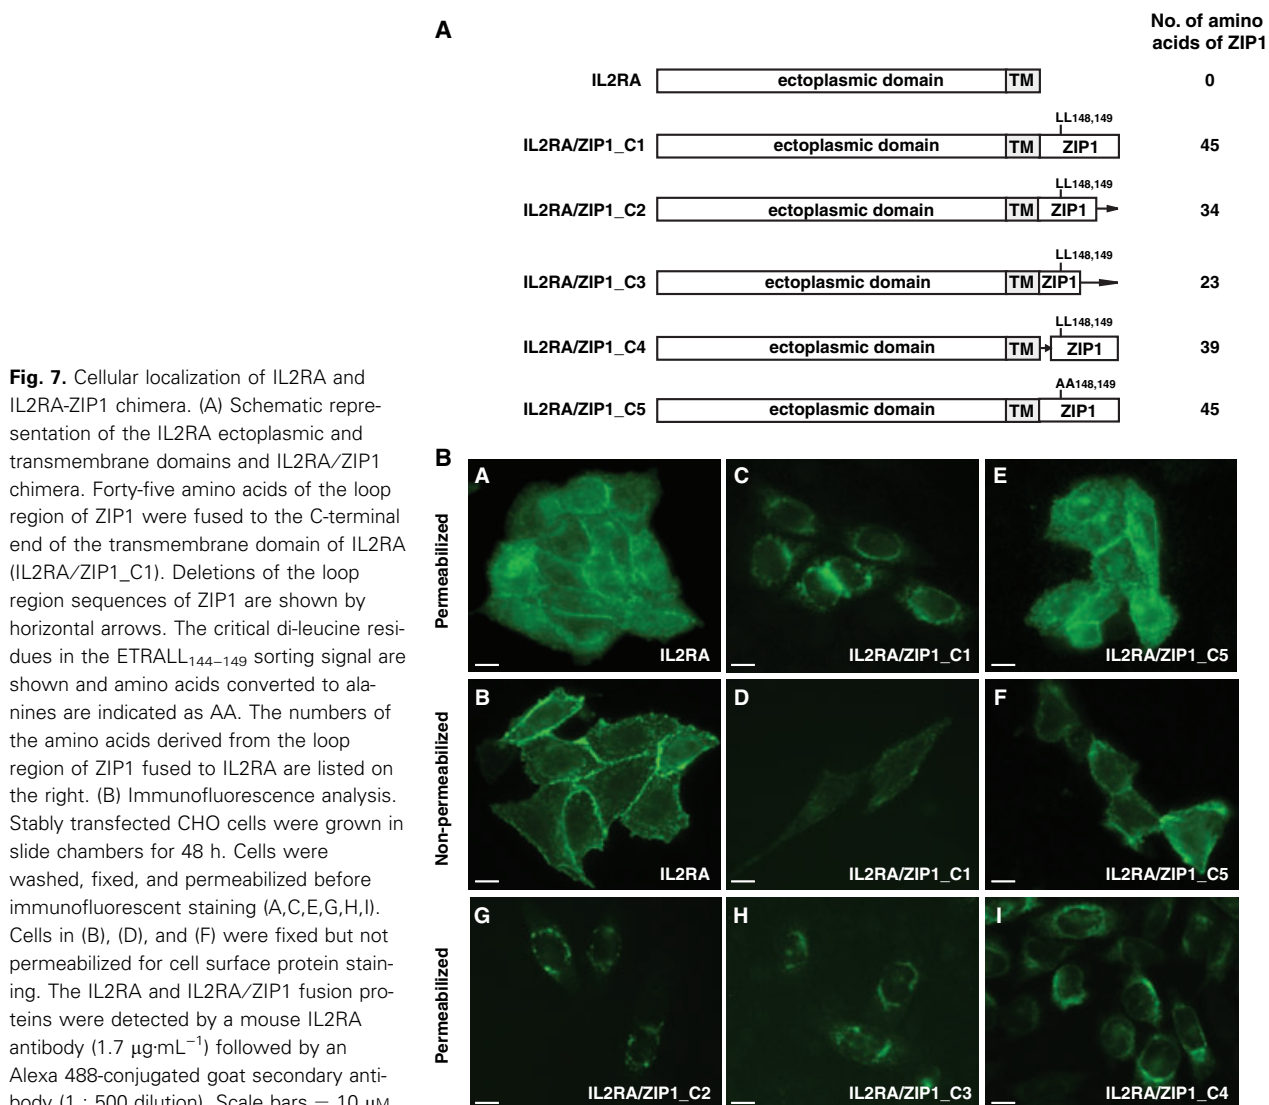 A
No. of amino
acids of ZIP1
IL2RA
ectoplasmic domain
TM
0
LL148,149
IL2RA/ZIP1_C1
ectoplasmic domain
TM
ZIP1
45
LL148,149
IL2RA/ZIP1_C2
ectoplasmic domain
TM
ZIP1
34
LL148,149
IL2RA/ZIP1_C3
ectoplasmic domain
TM
ZIP1
23
LL148,149
IL2RA/ZIP1_C4
ectoplasmic domain
TM
ZIP1
39
AA148,149
IL2RA/ZIP1_C5
ectoplasmic domain
TM
ZIP1
45
Fig. 7. Cellular localization of IL2RA and
IL2RA-ZIP1 chimera. (A) Schematic repre-
sentation of the IL2RA ectoplasmic and
transmembrane domains and IL2RA/ZIP1
chimera. Forty-five amino acids of the loop
region of ZIP1 were fused to the C-terminal
end of the transmembrane domain of IL2RA
(IL2RA/ZIP1_C1). Deletions of the loop
region sequences of ZIP1 are shown by
horizontal arrows. The critical di-leucine resi-
dues in the ETRALL144–149 sorting signal are
shown and amino acids converted to ala-
nines are indicated as AA. The numbers of
the amino acids derived from the loop
region of ZIP1 fused to IL2RA are listed on
the right. (B) Immunofluorescence analysis.
Stably transfected CHO cells were grown in
slide chambers for 48 h. Cells were
washed, fixed, and permeabilized before
immunofluorescent staining (A,C,E,G,H,I).
Cells in (B), (D), and (F) were fixed but not
permeabilized for cell surface protein stain-
ing. The IL2RA and IL2RA/ZIP1 fusion pro-
teins were detected by a mouse IL2RA
antibody (1.7 μg·mL−1) followed by an
Alexa 488-conjugated goat secondary anti-
body (1 : 500 dilution). Scale bars = 10 μM.
B
Permeabilized
A
IL2RA
C
IL2RA/ZIP1_C1
E
IL2RA/ZIP1_C5
Non-permeabilized
B
IL2RA
D
IL2RA/ZIP1_C1
F
IL2RA/ZIP1_C5
Permeabilized
G
IL2RA/ZIP1_C2
H
IL2RA/ZIP1_C3
I
IL2RA/ZIP1_C4